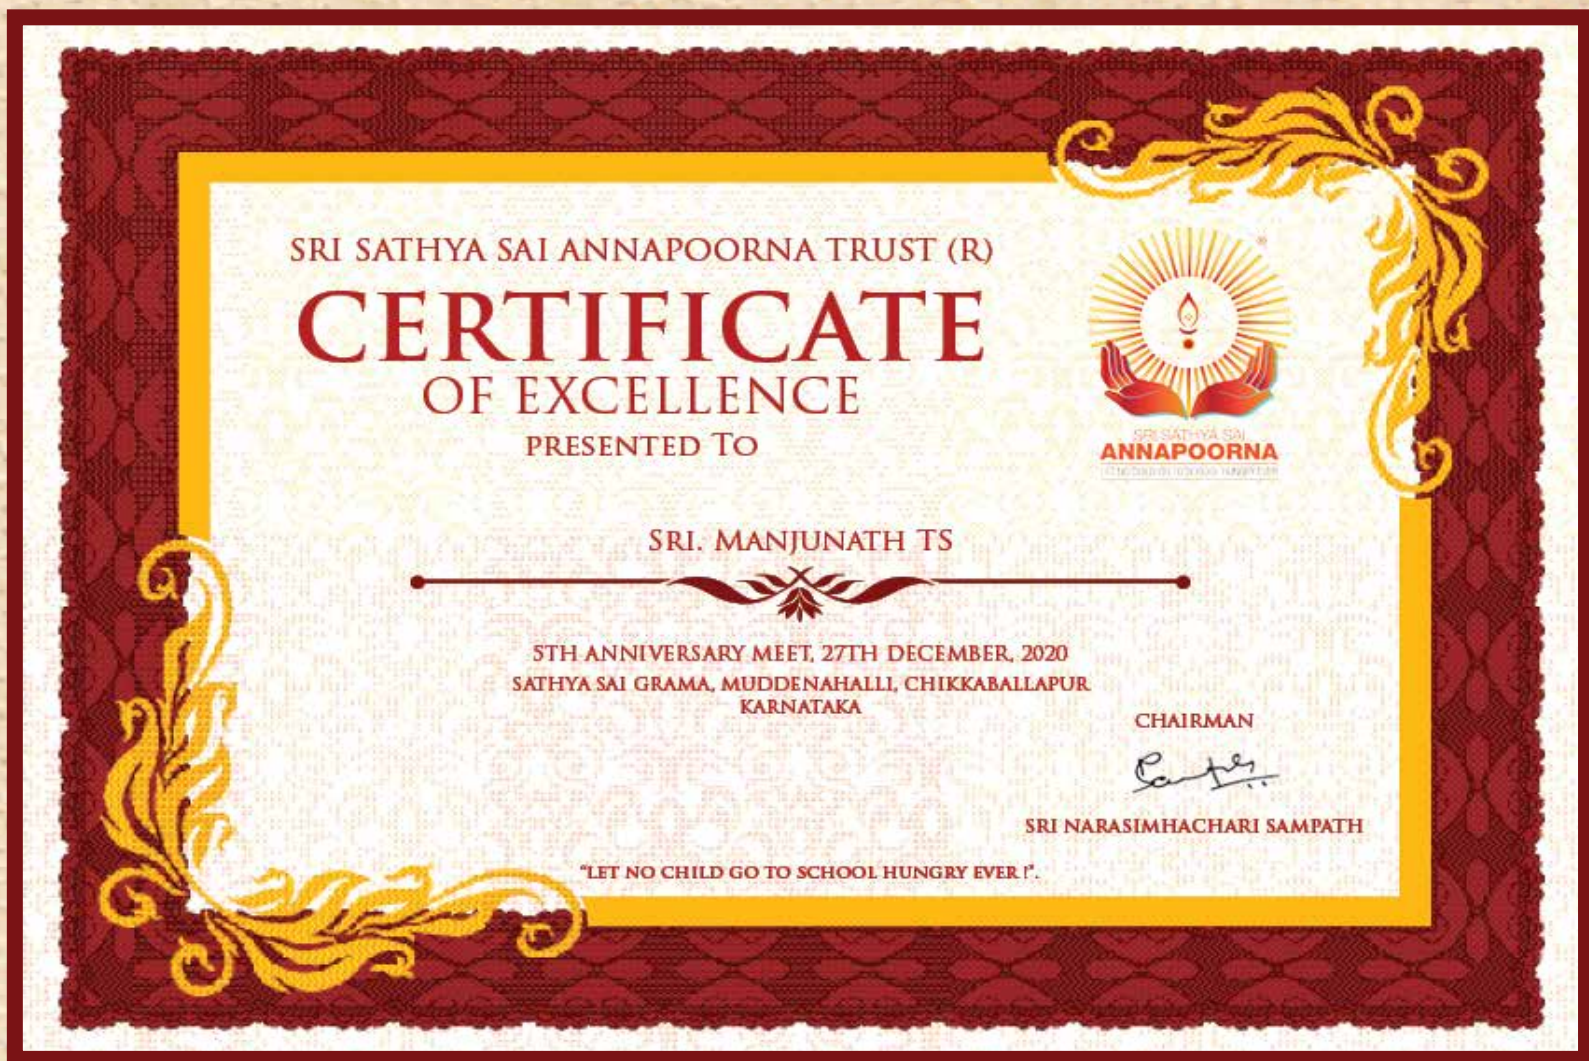 SRI SATHYA SAI ANNAPOORNA TRUST (R)
CERTIFICATE
OF EXCELLENCE
PRESENTED TO
SRI SATHYA SAI
ANNAPOORNA
SRI. MANJUNATH TS
5TH ANNIVERSARY MEET, 27TH DECEMBER, 2020
SATHYA SAI GRAMA, MUDDENAHALLI, CHIKKABALLAPUR
KARNATAKA
CHAIRMAN
SRI NARASIMHACHARI SAMPATH
"LET NO CHILD GO TO SCHOOL HUNGRY EVER !".